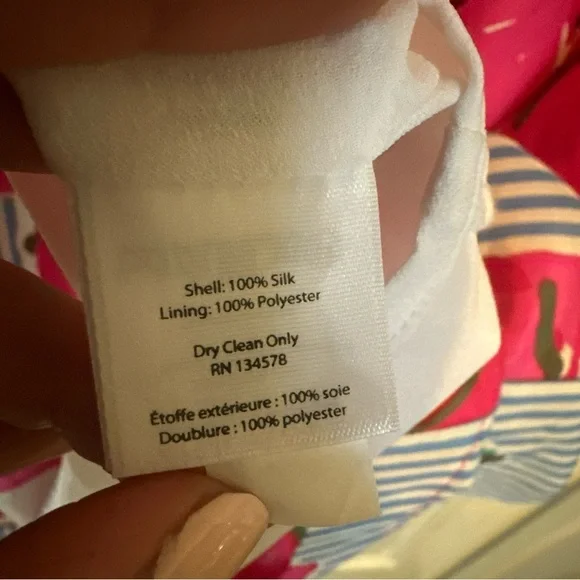 Shell: 100% Silk
Lining: 100% Polyester
Dry Clean Only
RN 134578
Étoffe extérieure : 100% soie
Doublure : 100% polyester